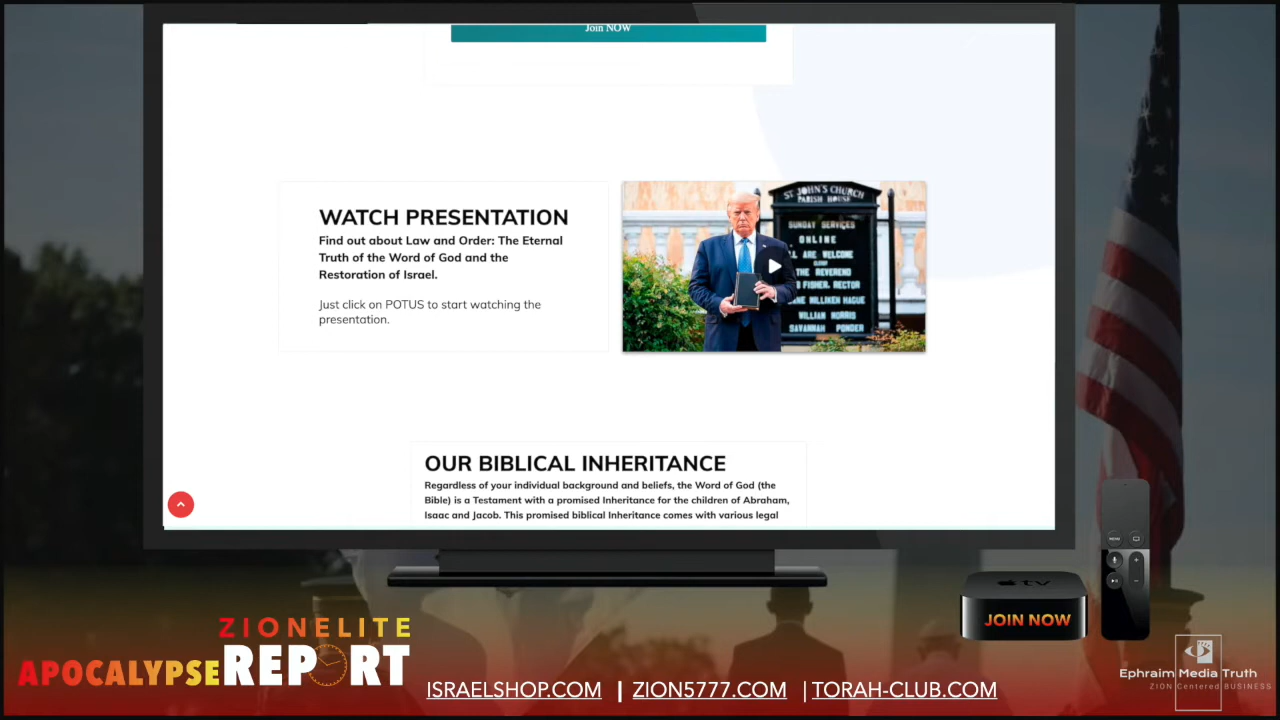 Join NOW
WATCH PRESENTATION
Find out about Law and Order: The Eternal
Truth of the Word of God and the
Restoration of Israel.
Just click on POTUS to start watching the
presentation.
ST JOHN'S CHURCH
PARISH HOUSE
SUNDAY SERVICES
ONLINE
ALL ARE WELCOME
THE REVEREND
FISHER, RECTOR
MILLIKEN HAGUE
WILLIAM MORRIS
SAVANNAH PONDER
OUR BIBLICAL INHERITANCE
Regardless of your individual background and beliefs, the Word of God (the
Bible) is a Testament with a promised Inheritance for the children of Abraham,
Isaac and Jacob. This promised biblical Inheritance comes with various legal
MENU
tv
JOIN NOW
ZIONELITE
APOCALYPSE REPORT
ISRAELSHOP.COM | ZION5777.COM | TORAH-CLUB.COM
Ephraim Media Truth
ZION Centered BUSINESS